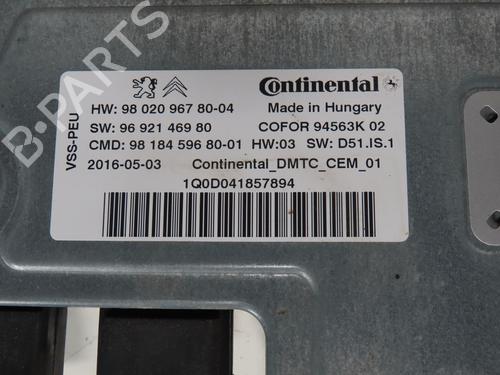 Continental
HW: 98 020 967 80-04
Made in Hungary
SW: 96 921 469 80
COFOR 94563K 02
CMD: 98 184 596 80-01 HW:03 SW: D51.IS.1
2016-05-03 Continental_DMTC_CEM_01
1Q0D041857894
VSS-PEU